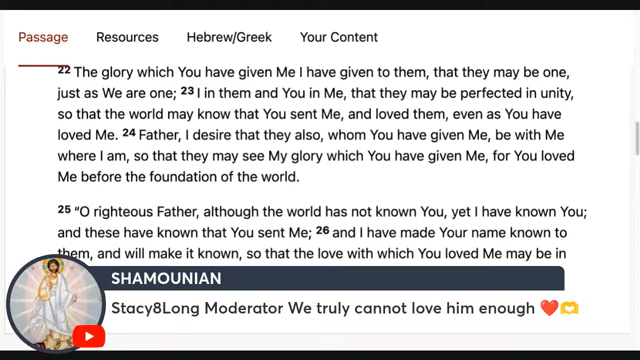 Passage Resources Hebrew/Greek Your Content
22 The glory which You have given Me I have given to them, that they may be one,
just as We are one; 23 I in them and You in Me, that they may be perfected in unity,
so that the world may know that You sent Me, and loved them, even as You have
loved Me. 24 Father, I desire that they also, whom You have given Me, be with Me
where I am, so that they may see My glory which You have given Me, for You loved
Me before the foundation of the world.
25 “O righteous Father, although the world has not known You, yet I have known You;
and these have known that You sent Me; 26 and I have made Your name known to
them, and will make it known, so that the love with which You loved Me may be in
SHAMOUNIAN
Stacy8Long Moderator We truly cannot love him enough ❤️🫶